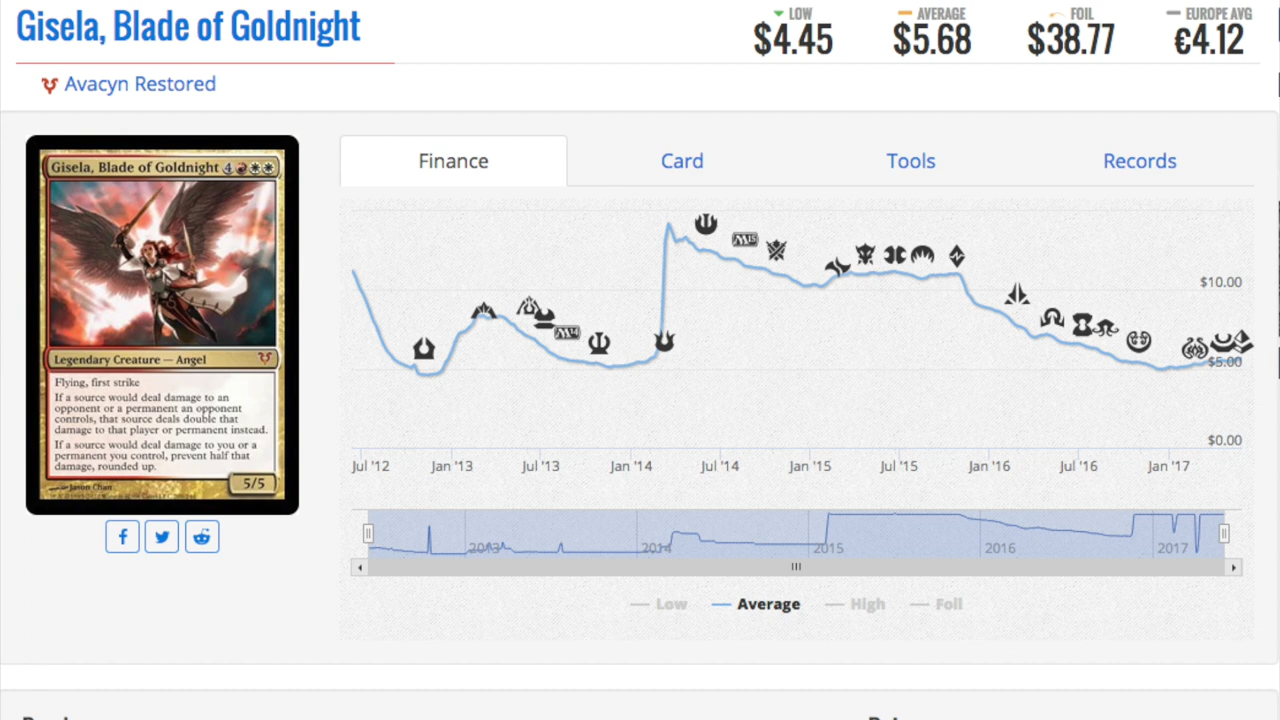 Gisela, Blade of Goldnight
LOW
AVERAGE
FOIL
EUROPE AVG
$4.45
$5.68
$38.77
€4.12
Avacyn Restored
Gisela, Blade of Goldnight 4
Legendary Creature — Angel
Flying, first strike
If a source would deal damage to an
opponent or a permanent an opponent
controls, that source deals double that
damage to that player or permanent instead.
If a source would deal damage to you or a
permanent you control, prevent half that
damage, rounded up.
Jason Chan
5/5
Finance
Card
Tools
Records
M15
M14
$10.00
$5.00
$0.00
Jul '12
Jan '13
Jul '13
Jan '14
Jul '14
Jan '15
Jul '15
Jan '16
Jul '16
Jan '17
2013
2014
2015
2016
2017
Low
Average
High
Foil